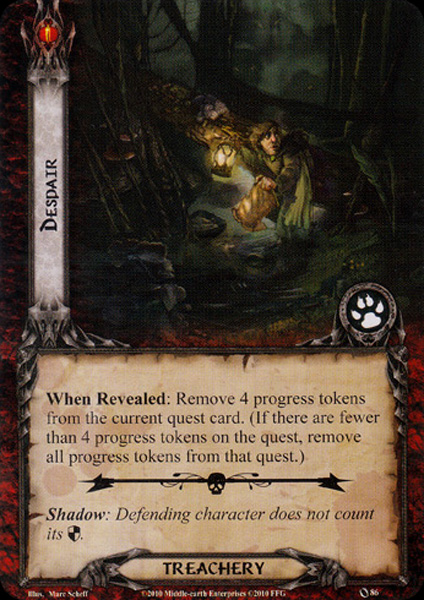 DESPAIR
When Revealed: Remove 4 progress tokens
from the current quest card. (If there are fewer
than 4 progress tokens on the quest, remove
all progress tokens from that quest.)
Shadow: Defending character does not count
its .
TREACHERY
Illus. Marc Scheff ©2010 Middle-earth Enterprises ©2010 FFG 86